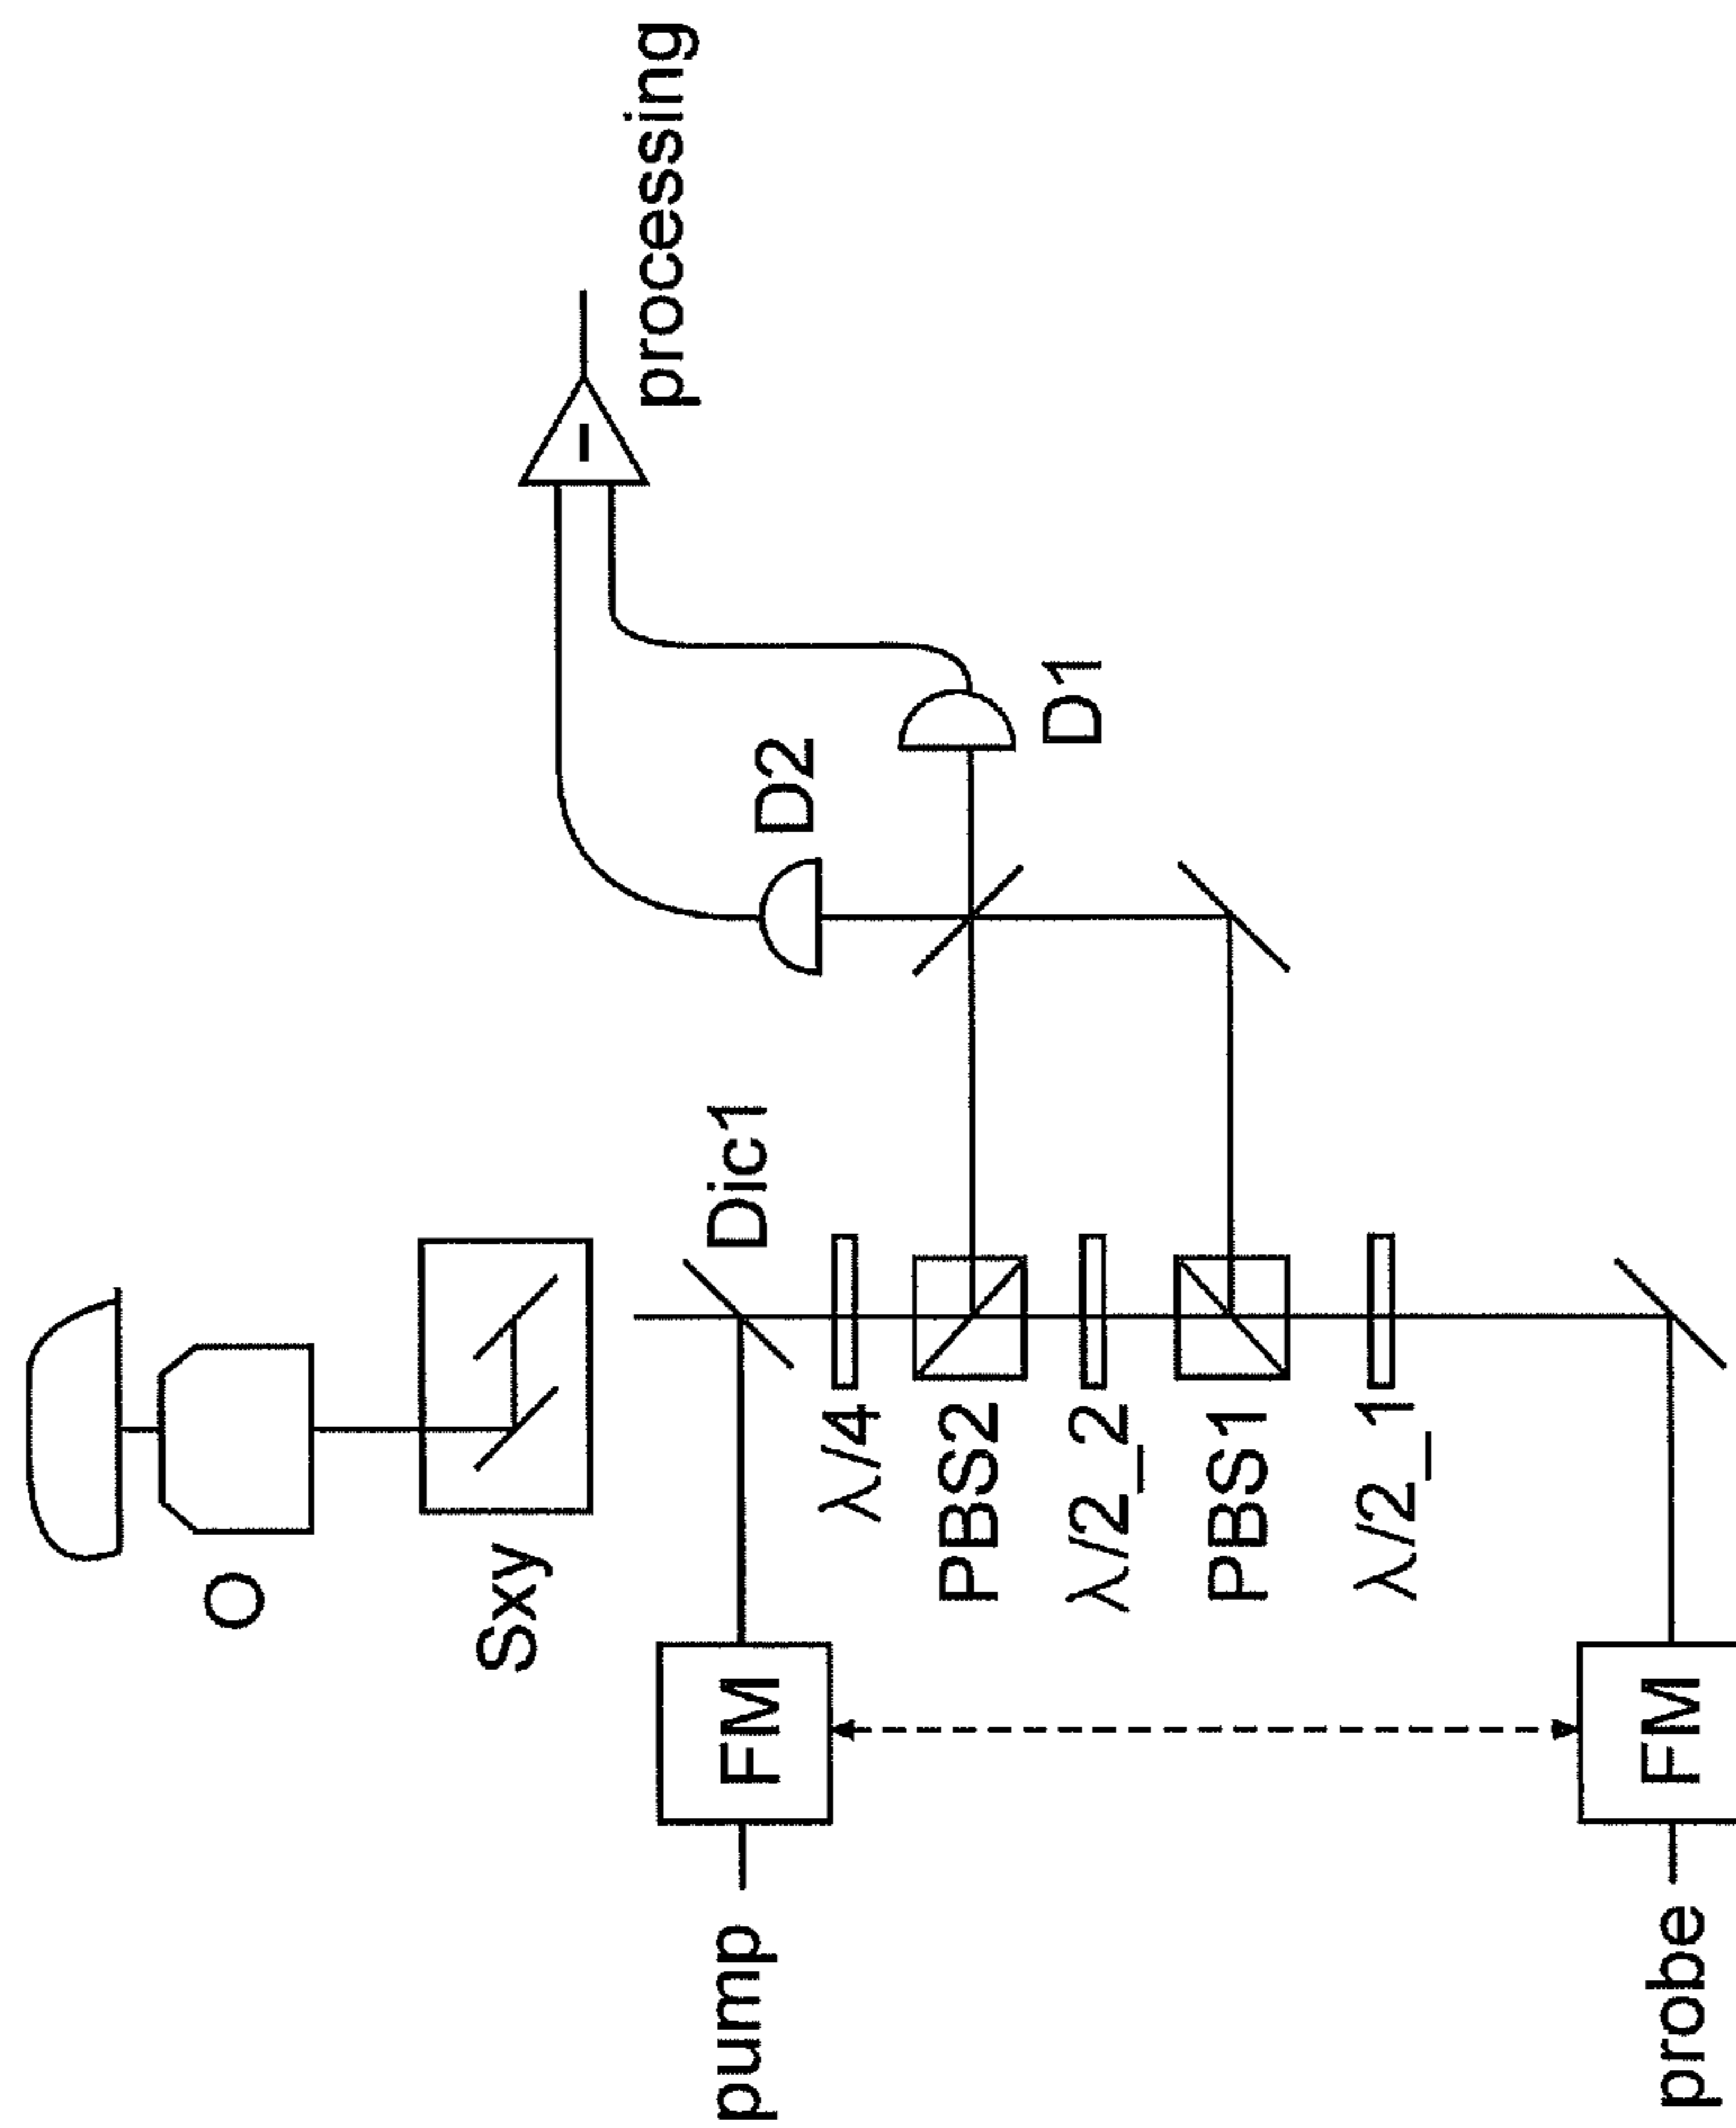 processing
D2
D1
Dic1
O
Sxy
λ/4
PBS2
λ/2_2
PBS1
λ/2_1
FM
FM
pump
probe